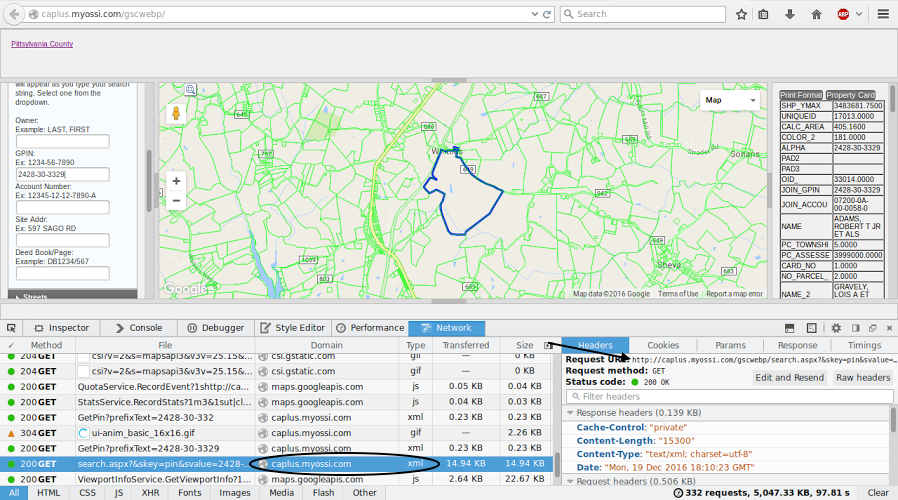 caplus.myossi.com/gscwebp/
Search
ABP
Pittsylvania County
will appear as you type your search
string. Select one from the
dropdown.
Owner:
Example: LAST, FIRST
GPIN:
Ex: 1234-56-7890
2428-30-3329
Account Number:
Ex: 12345-12-12-7890-A
Site Addr:
Ex: 597 SAGO RD
Deed Book/Page:
Example: DB1234/567
Streets
Map
649
797
686
687
689
669
942
649
683
1039
803
683
Sonans
Sheva
Google
Map data ©2016 Google
Terms of Use
Report a map error
Print Format
Property Card
SHP_YMAX 3483681.7500
UNIQUEID 17013.0000
CALC_AREA 405.1600
COLOR_2 181.0000
ALPHA 2428-30-3329
PAD2
PAD3
OID 33014.0000
JOIN_GPIN 2428-30-3329
JOIN_ACCOU 07200-0A-
00-0058-0
NAME ADAMS,
ROBERT T JR
ET ALS
PC_TOWNSHI 5.0000
PC_ASSESSE 3999000.0000
CARD_NO 1.0000
NO_PARCEL 2.0000
NAME_2 GRAVELY,
LOIS A ET
Inspector
Console
Debugger
Style Editor
Performance
Network
✓ Method File Domain Type Transferred Size
204 GET csi?v=2&s=mapsapi3&v3v=25.15&... csi.gstatic.com gif — 0 KB
204 GET csi?v=2&s=mapsapi3&v3v=25.15&... csi.gstatic.com gif — 0 KB
200 GET QuotaService.RecordEvent?1shttp://ca... maps.googleapis.com js 0.05 KB 0.04 KB
200 GET StatsService.RecordStats?1m3&1sut|cl... maps.googleapis.com js 0.04 KB 0.03 KB
200 GET GetPin?prefixText=2428-30-332 caplus.myossi.com xml 0.23 KB 0.23 KB
304 GET ui-anim_basic_16x16.gif caplus.myossi.com gif — 2.26 KB
200 GET GetPin?prefixText=2428-30-3329 caplus.myossi.com xml 0.23 KB 0.23 KB
200 GET search.aspx?&skey=pin&svalue=2428-... caplus.myossi.com xml 14.94 KB 14.94 KB
200 GET ViewportInfoService.GetViewportInfo?1... maps.googleapis.com js 2.64 KB 22.67 KB
Headers
Cookies
Params
Response
Timings
Request URL: http://caplus.myossi.com/gscwebp/search.aspx?&skey=pin&svalue=...
Request method: GET
Status code: 200 OK
Edit and Resend
Raw headers
Filter headers
Response headers (0.139 KB)
Cache-Control: "private"
Content-Length: "15300"
Content-Type: "text/xml; charset=utf-8"
Date: "Mon, 19 Dec 2016 18:10:23 GMT"
Request headers (0.506 KB)
All HTML CSS JS XHR Fonts Images Media Flash Other
332 requests, 5,047.33 KB, 97.81 s
Clear